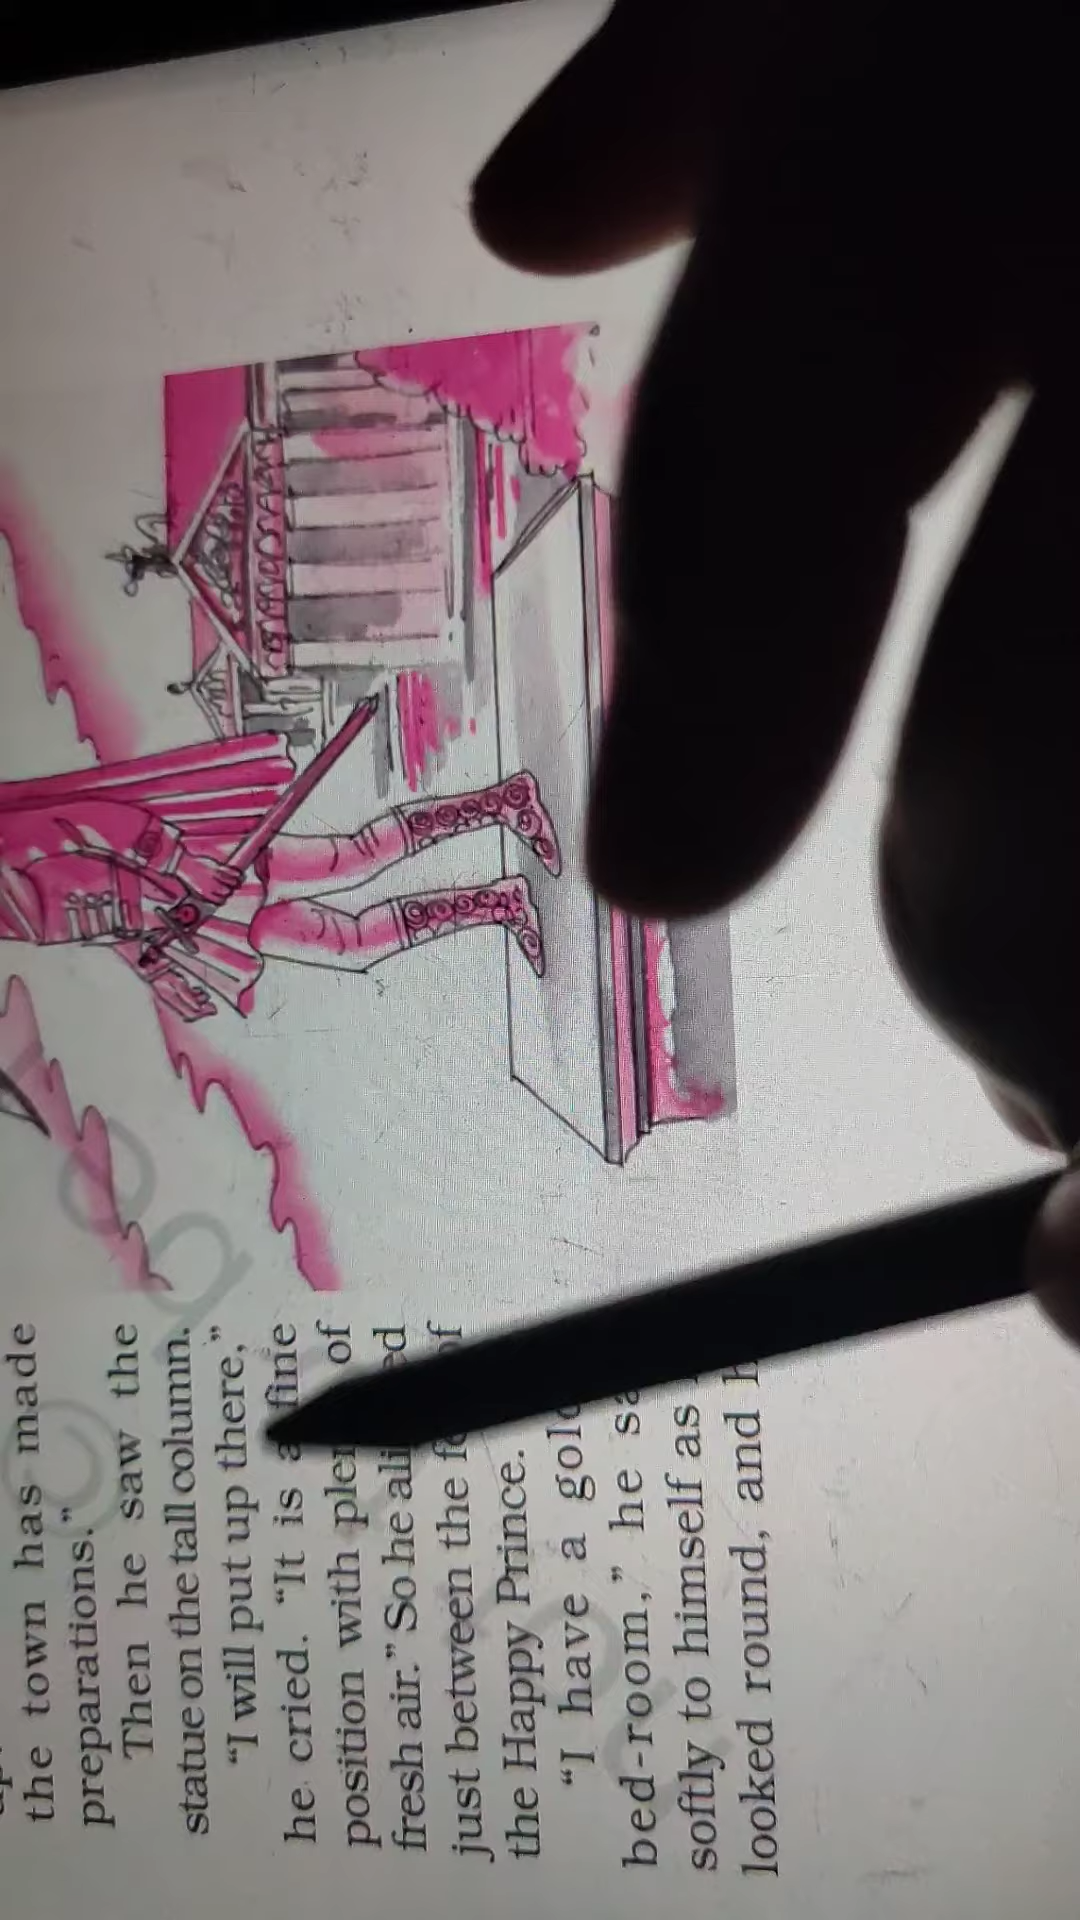 the town has made
preparations.”
Then he saw the
statue on the tall column.
“I will put up there,”
he cried. “It is a fine
position with of
fresh air.” So he
just between the of
the Happy Prince.
“I have a
bed-room,” he
softly to himself as
looked round, and